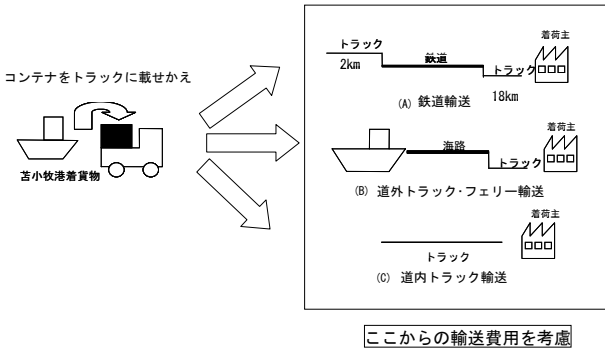 コンテナをトラックに載せかえ
苫小牧港着貨物
トラック
2km
鉄道
トラック
18km
着荷主
(A) 鉄道輸送
海路
トラック
着荷主
(B) 道外トラック・フェリー輸送
着荷主
トラック
(C) 道内トラック輸送
ここからの輸送費用を考慮